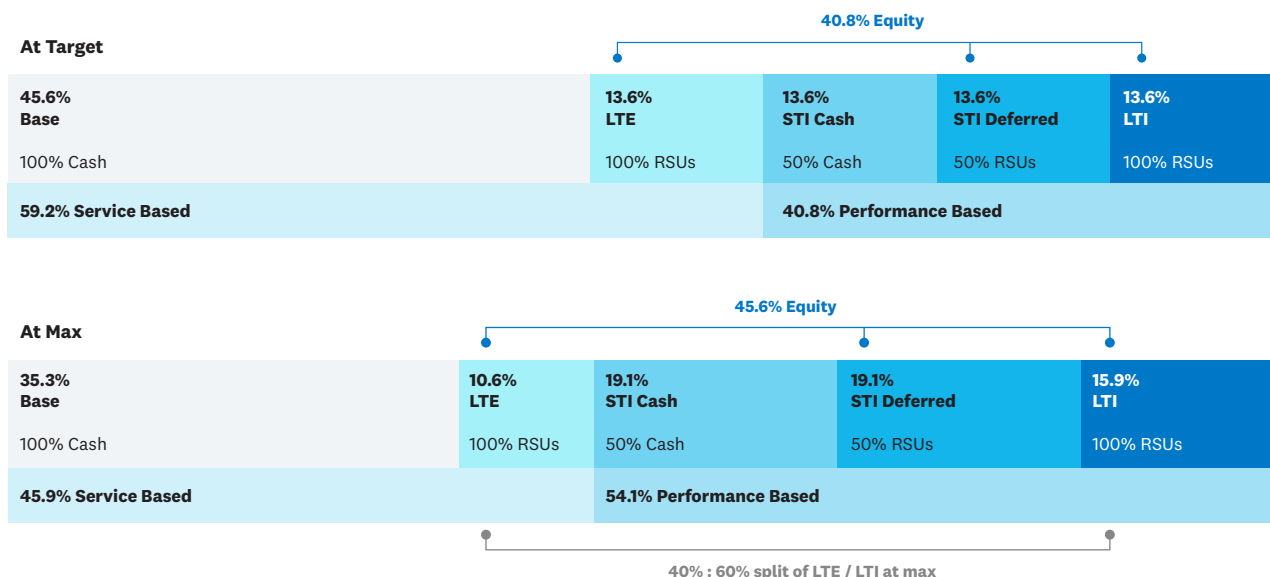 40.8% Equity
At Target
45.6%
Base
100% Cash
13.6%
LTE
100% RSUs
13.6%
STI Cash
50% Cash
13.6%
STI Deferred
50% RSUs
13.6%
LTI
100% RSUs
59.2% Service Based
40.8% Performance Based
45.6% Equity
At Max
35.3%
Base
100% Cash
10.6%
LTE
100% RSUs
19.1%
STI Cash
50% Cash
19.1%
STI Deferred
50% RSUs
15.9%
LTI
100% RSUs
45.9% Service Based
54.1% Performance Based
40% : 60% split of LTE / LTI at max